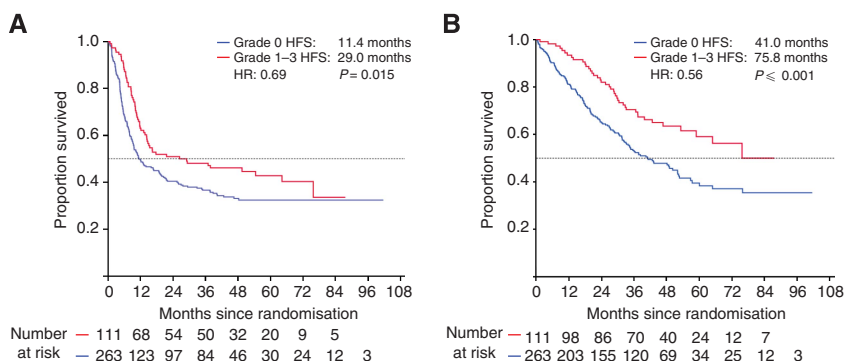 A
1.0
0.8
0.6
0.4
0.2
Proportion survived
Grade 0 HFS: 11.4 months
Grade 1–3 HFS: 29.0 months
HR: 0.69 P = 0.015
0 12 24 36 48 60 72 84 96 108
Months since randomisation
Number at risk
111 68 54 50 32 20 9 5
263 123 97 84 46 30 24 12 3
B
1.0
0.8
0.6
0.4
0.2
Proportion survived
Grade 0 HFS: 41.0 months
Grade 1–3 HFS: 75.8 months
HR: 0.56 P ⩽ 0.001
0 12 24 36 48 60 72 84 96 108
Months since randomisation
Number at risk
111 98 86 70 40 24 12 7
263 203 155 120 69 34 25 12 3